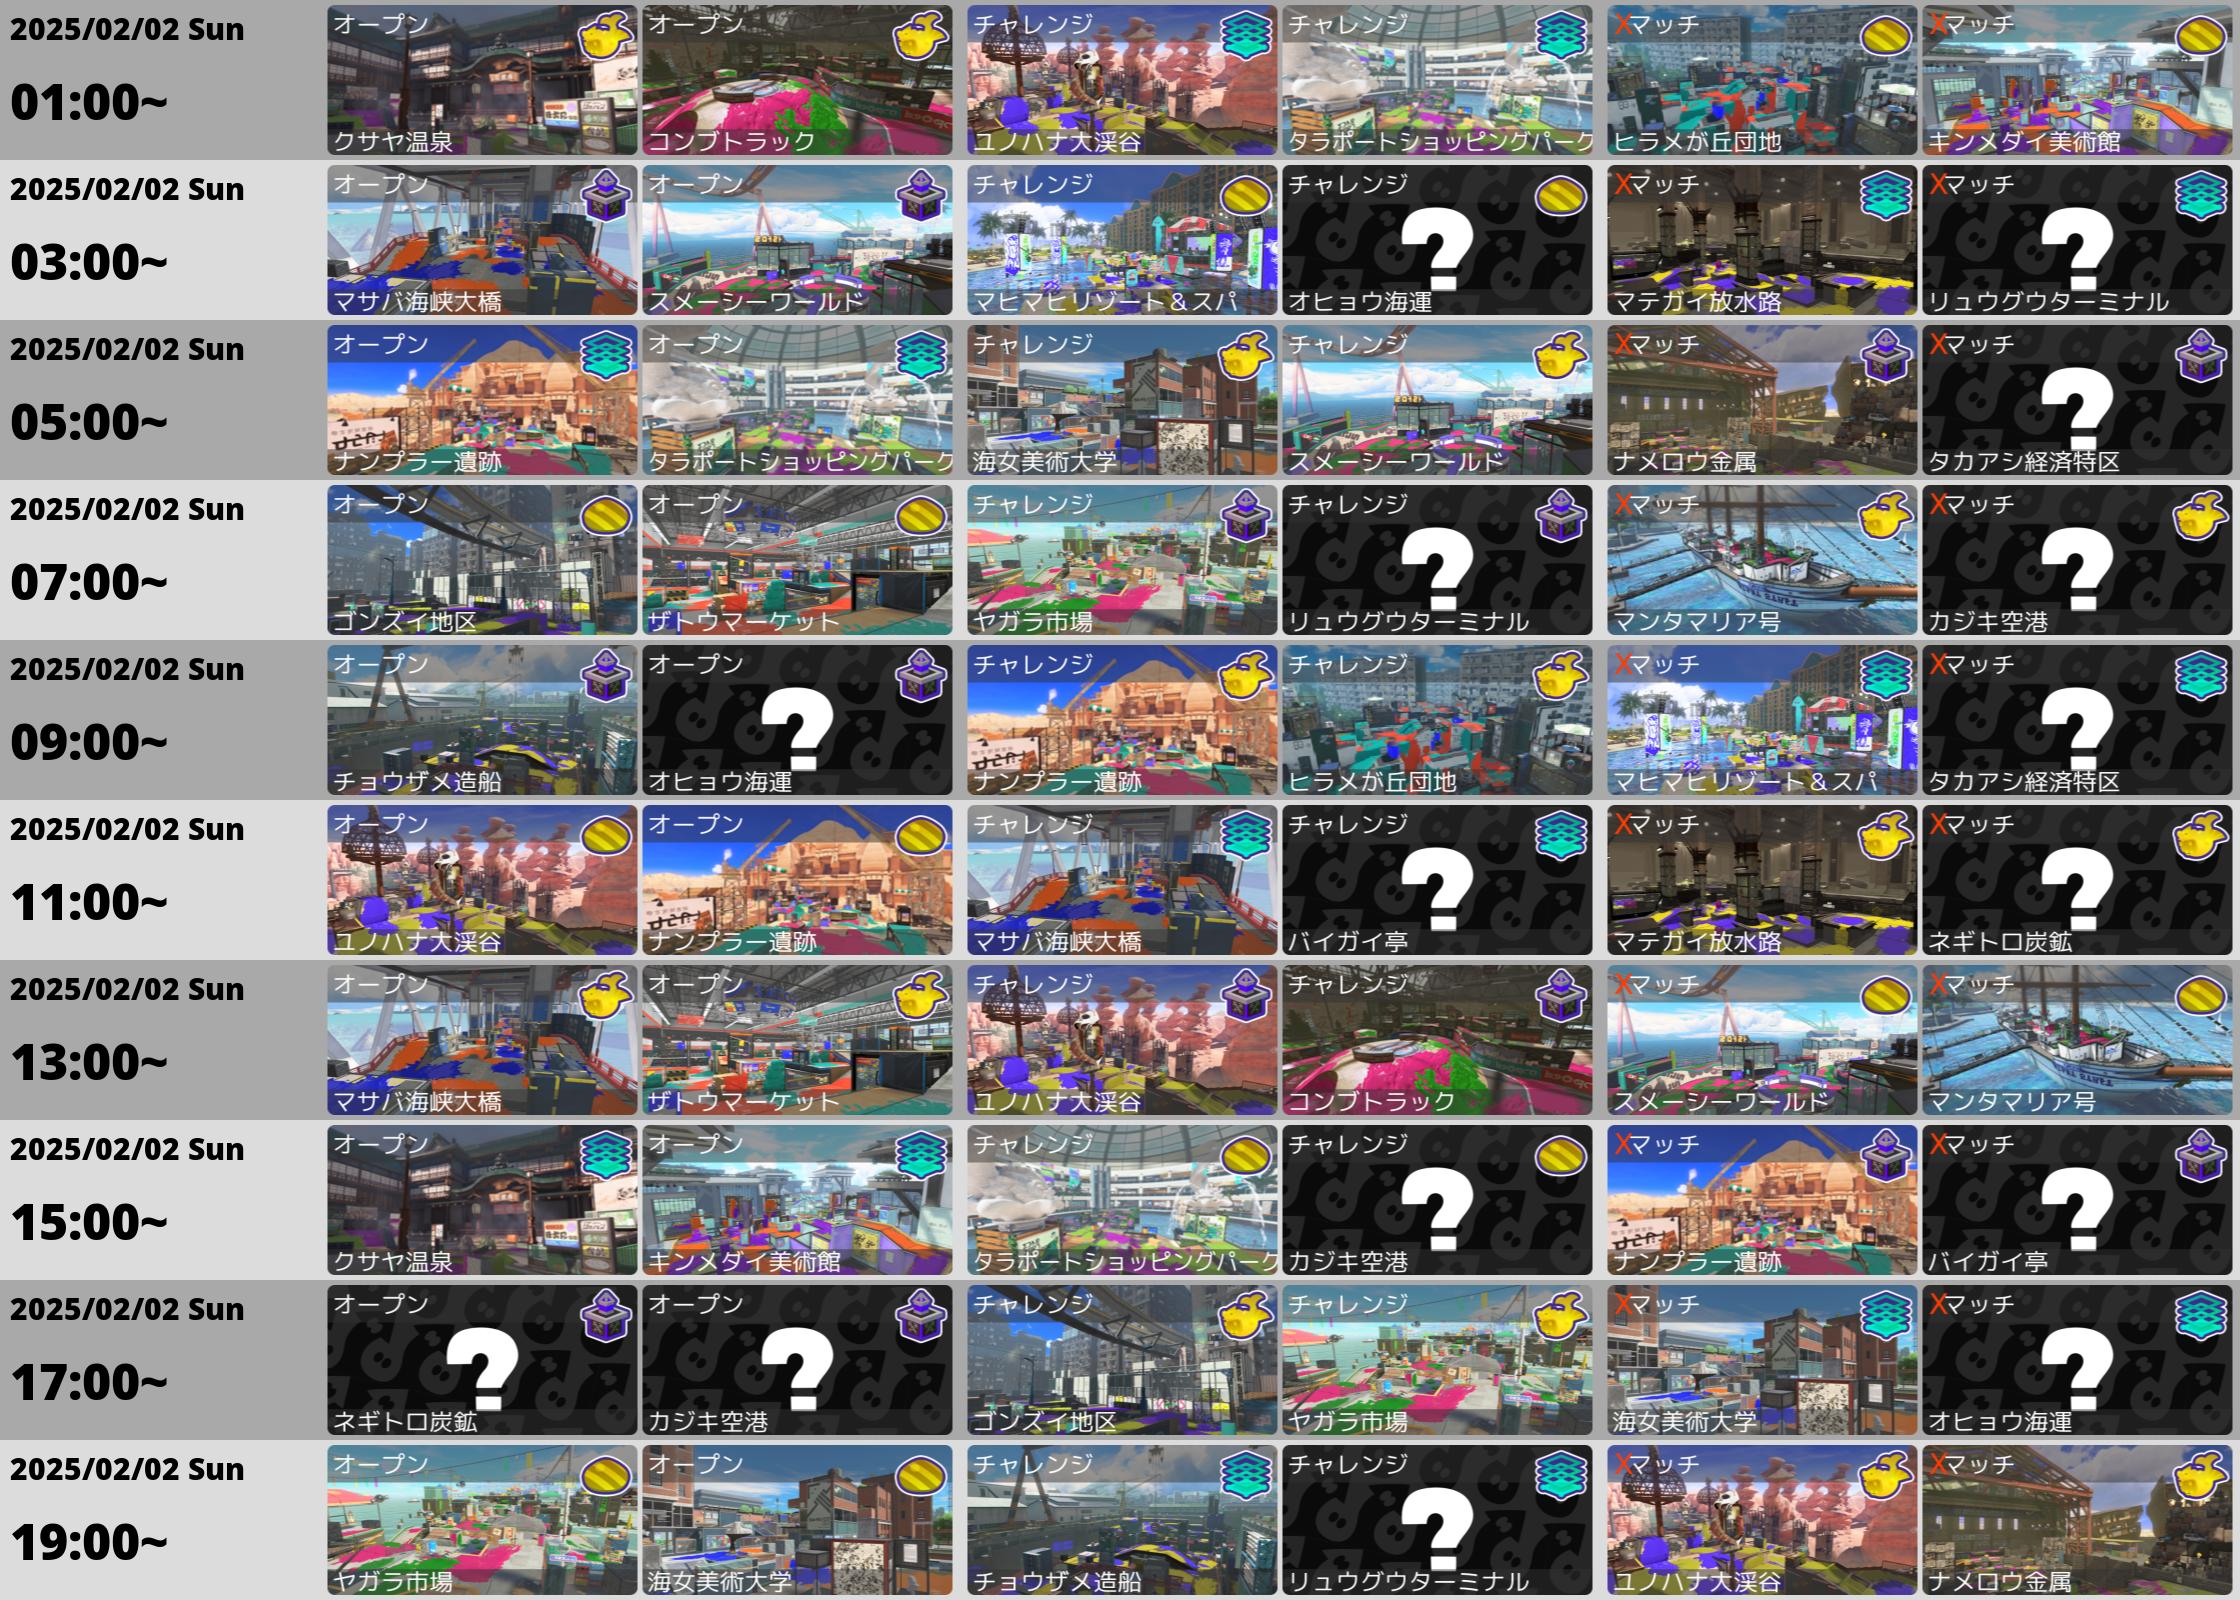 2025/02/02 Sun
01:00~
オープン
クサヤ温泉
オープン
コンブトラック
チャレンジ
ユノハナ大渓谷
チャレンジ
タラポートショッピングパーク
Xマッチ
ヒラメが丘団地
Xマッチ
キンメダイ美術館
2025/02/02 Sun
03:00~
オープン
マサバ海峡大橋
オープン
スメーシーワールド
チャレンジ
マヒマヒリゾート＆スパ
チャレンジ
?
オヒョウ海運
Xマッチ
マテガイ放水路
Xマッチ
?
リュウグウターミナル
2025/02/02 Sun
05:00~
オープン
ナンプラー遺跡
オープン
タラポートショッピングパーク
チャレンジ
海女美術大学
チャレンジ
スメーシーワールド
Xマッチ
ナメロウ金属
Xマッチ
?
タカアシ経済特区
2025/02/02 Sun
07:00~
オープン
ゴンズイ地区
オープン
ザトウマーケット
チャレンジ
ヤガラ市場
チャレンジ
?
リュウグウターミナル
Xマッチ
マンタマリア号
Xマッチ
?
カジキ空港
2025/02/02 Sun
09:00~
オープン
チョウザメ造船
オープン
?
オヒョウ海運
チャレンジ
ナンプラー遺跡
チャレンジ
ヒラメが丘団地
Xマッチ
マヒマヒリゾート＆スパ
Xマッチ
?
タカアシ経済特区
2025/02/02 Sun
11:00~
オープン
ユノハナ大渓谷
オープン
ナンプラー遺跡
チャレンジ
マサバ海峡大橋
チャレンジ
?
バイガイ亭
Xマッチ
マテガイ放水路
Xマッチ
?
ネギトロ炭鉱
2025/02/02 Sun
13:00~
オープン
マサバ海峡大橋
オープン
ザトウマーケット
チャレンジ
ユノハナ大渓谷
チャレンジ
コンブトラック
Xマッチ
スメーシーワールド
Xマッチ
マンタマリア号
2025/02/02 Sun
15:00~
オープン
クサヤ温泉
オープン
キンメダイ美術館
チャレンジ
タラポートショッピングパーク
チャレンジ
?
カジキ空港
Xマッチ
ナンプラー遺跡
Xマッチ
?
バイガイ亭
2025/02/02 Sun
17:00~
オープン
?
ネギトロ炭鉱
オープン
?
カジキ空港
チャレンジ
ゴンズイ地区
チャレンジ
ヤガラ市場
Xマッチ
海女美術大学
Xマッチ
?
オヒョウ海運
2025/02/02 Sun
19:00~
オープン
ヤガラ市場
オープン
海女美術大学
チャレンジ
チョウザメ造船
チャレンジ
?
リュウグウターミナル
Xマッチ
ユノハナ大渓谷
Xマッチ
ナメロウ金属